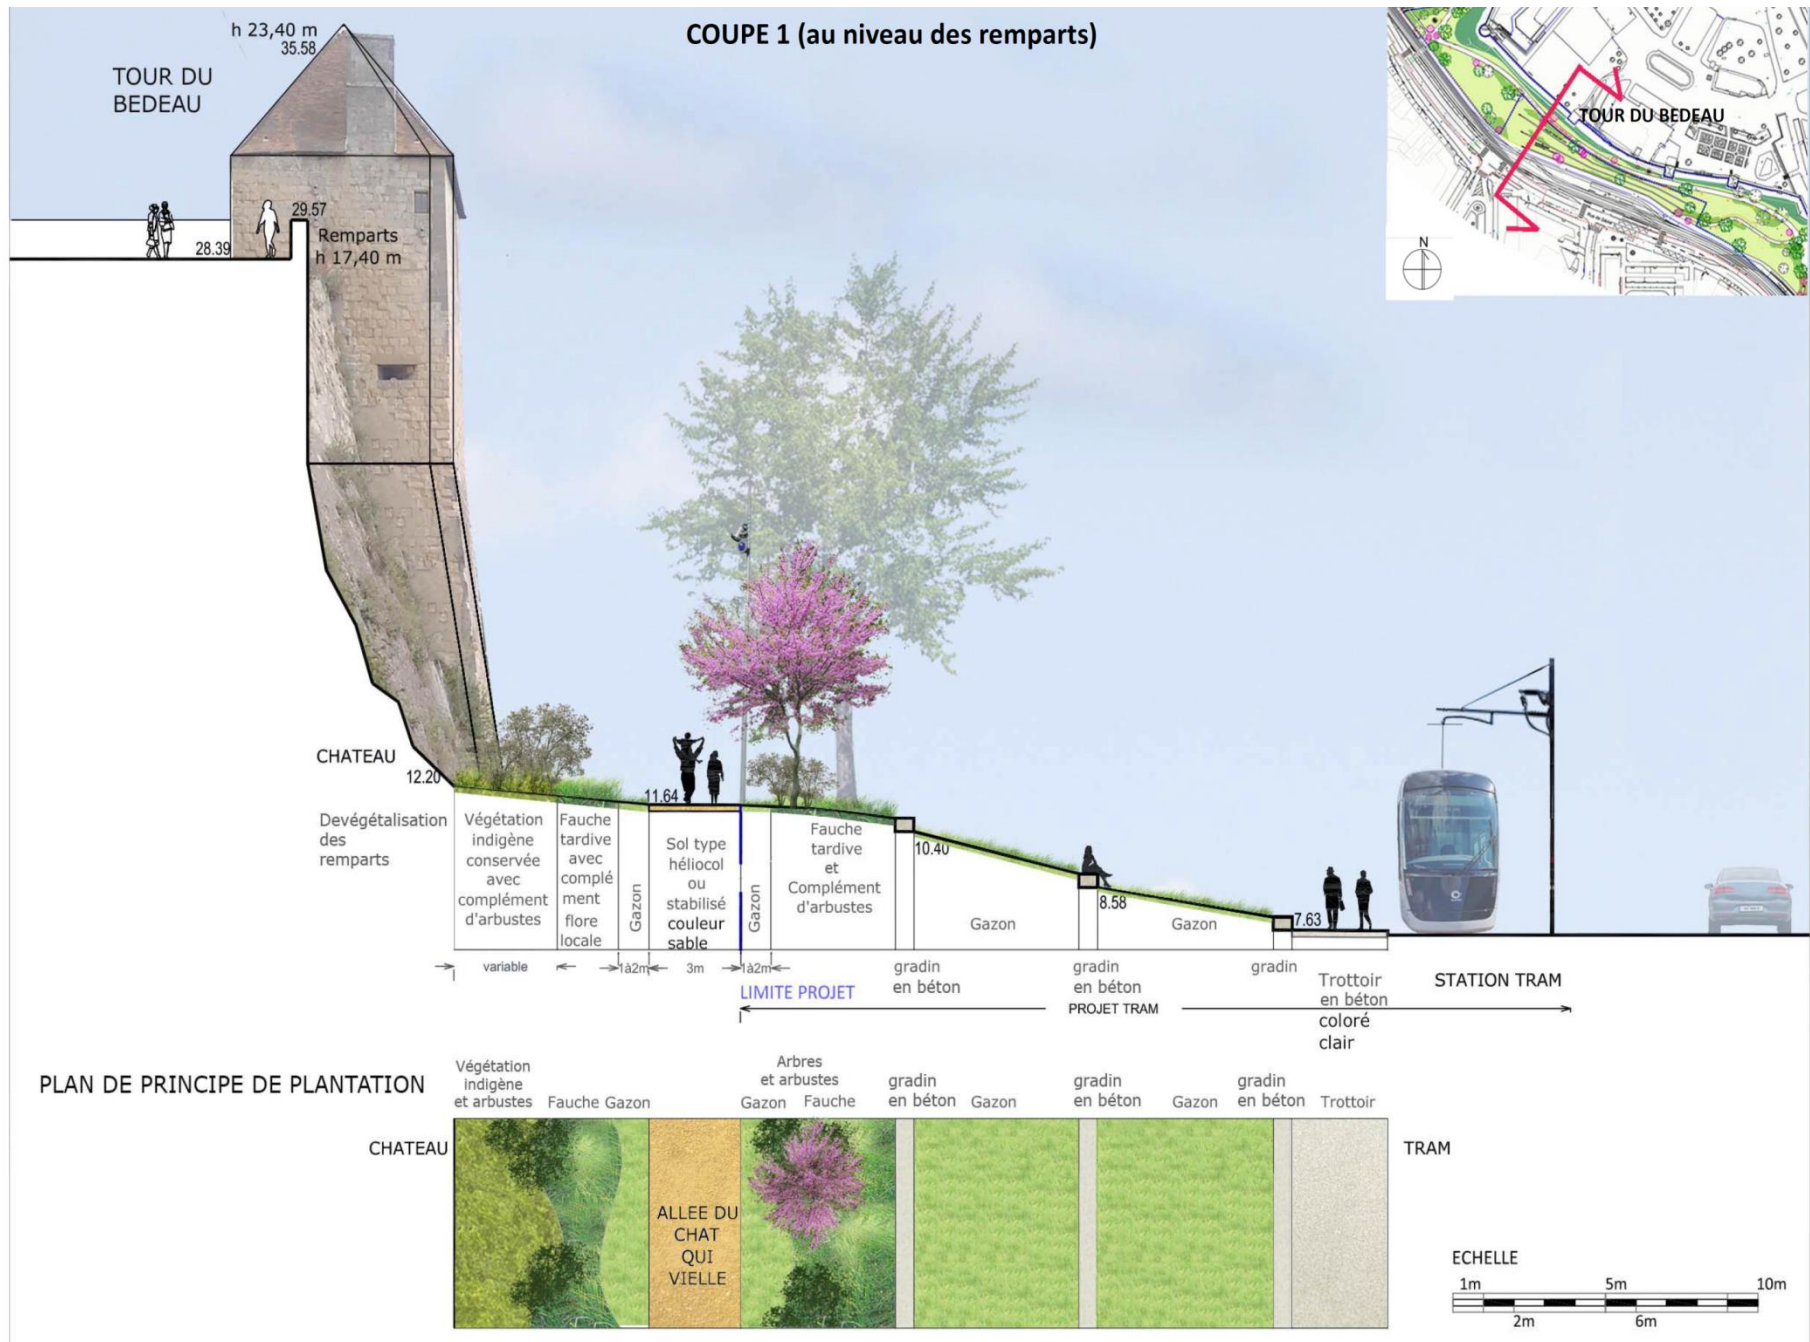 COUPE 1 (au niveau des remparts)
h 23,40 m
35.58
TOUR DU
BEDEAU
29.57
28.39
Remparts
h 17,40 m
TOUR DU BEDEAU
N
CHATEAU
12.20
11.64
10.40
8.58
7.63
Devégétalisation
des
remparts
Végétation
indigène
conservée
avec
complément
d'arbustes
Fauche
tardive
avec
complé
ment
flore
locale
Gazon
Sol type
héliocol
ou
stabilisé
couleur
sable
Gazon
Fauche
tardive
et
Complément
d'arbustes
Gazon
Gazon
variable
1à2m
3m
1à2m
gradin
en béton
gradin
en béton
gradin
Trottoir
en béton
coloré
clair
STATION TRAM
LIMITE PROJET
PROJET TRAM
PLAN DE PRINCIPE DE PLANTATION
Végétation
indigène
et arbustes
Fauche
Gazon
Arbres
et arbustes
Gazon
Fauche
gradin
en béton
Gazon
gradin
en béton
Gazon
gradin
en béton
Trottoir
CHATEAU
ALLEE DU
CHAT
QUI
VIELLE
TRAM
ECHELLE
1m
5m
10m
2m
6m